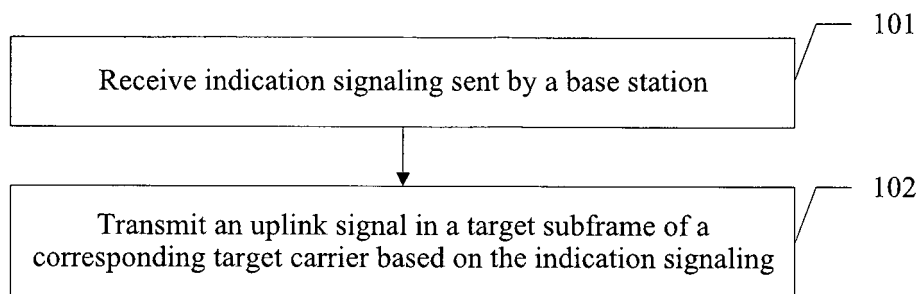 101
Receive indication signaling sent by a base station
102
Transmit an uplink signal in a target subframe of a
corresponding target carrier based on the indication signaling